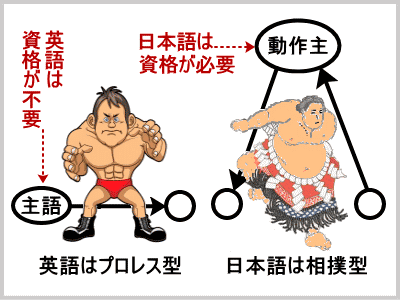 英語は
資格が不要
主語
英語はプロレス型
日本語は
資格が必要
動作主
日本語は相撲型